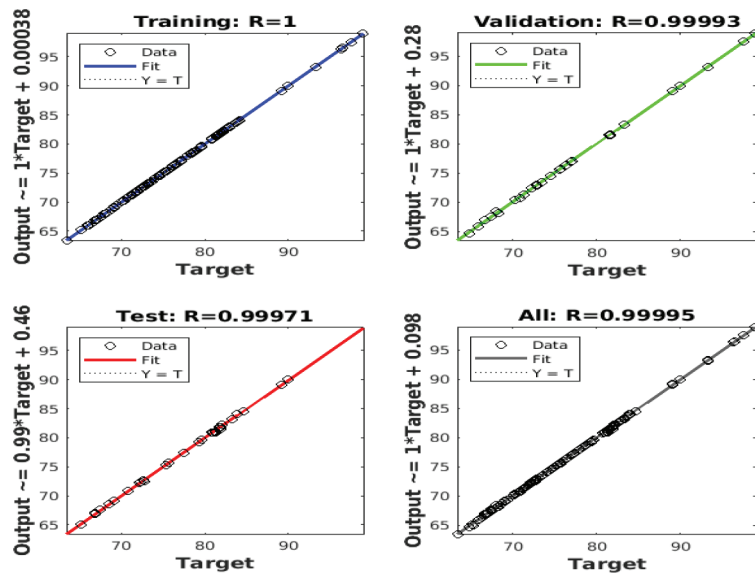 Training: R=1
Output ~= 1*Target + 0.00038
95
90
85
80
75
70
65
Data
Fit
Y = T
70
80
90
Target
Validation: R=0.99993
Output ~= 1*Target + 0.28
95
90
85
80
75
70
65
Data
Fit
Y = T
70
80
90
Target
Test: R=0.99971
Output ~= 0.99*Target + 0.46
95
90
85
80
75
70
65
Data
Fit
Y = T
70
80
90
Target
All: R=0.99995
Output ~= 1*Target + 0.098
95
90
85
80
75
70
65
Data
Fit
Y = T
70
80
90
Target